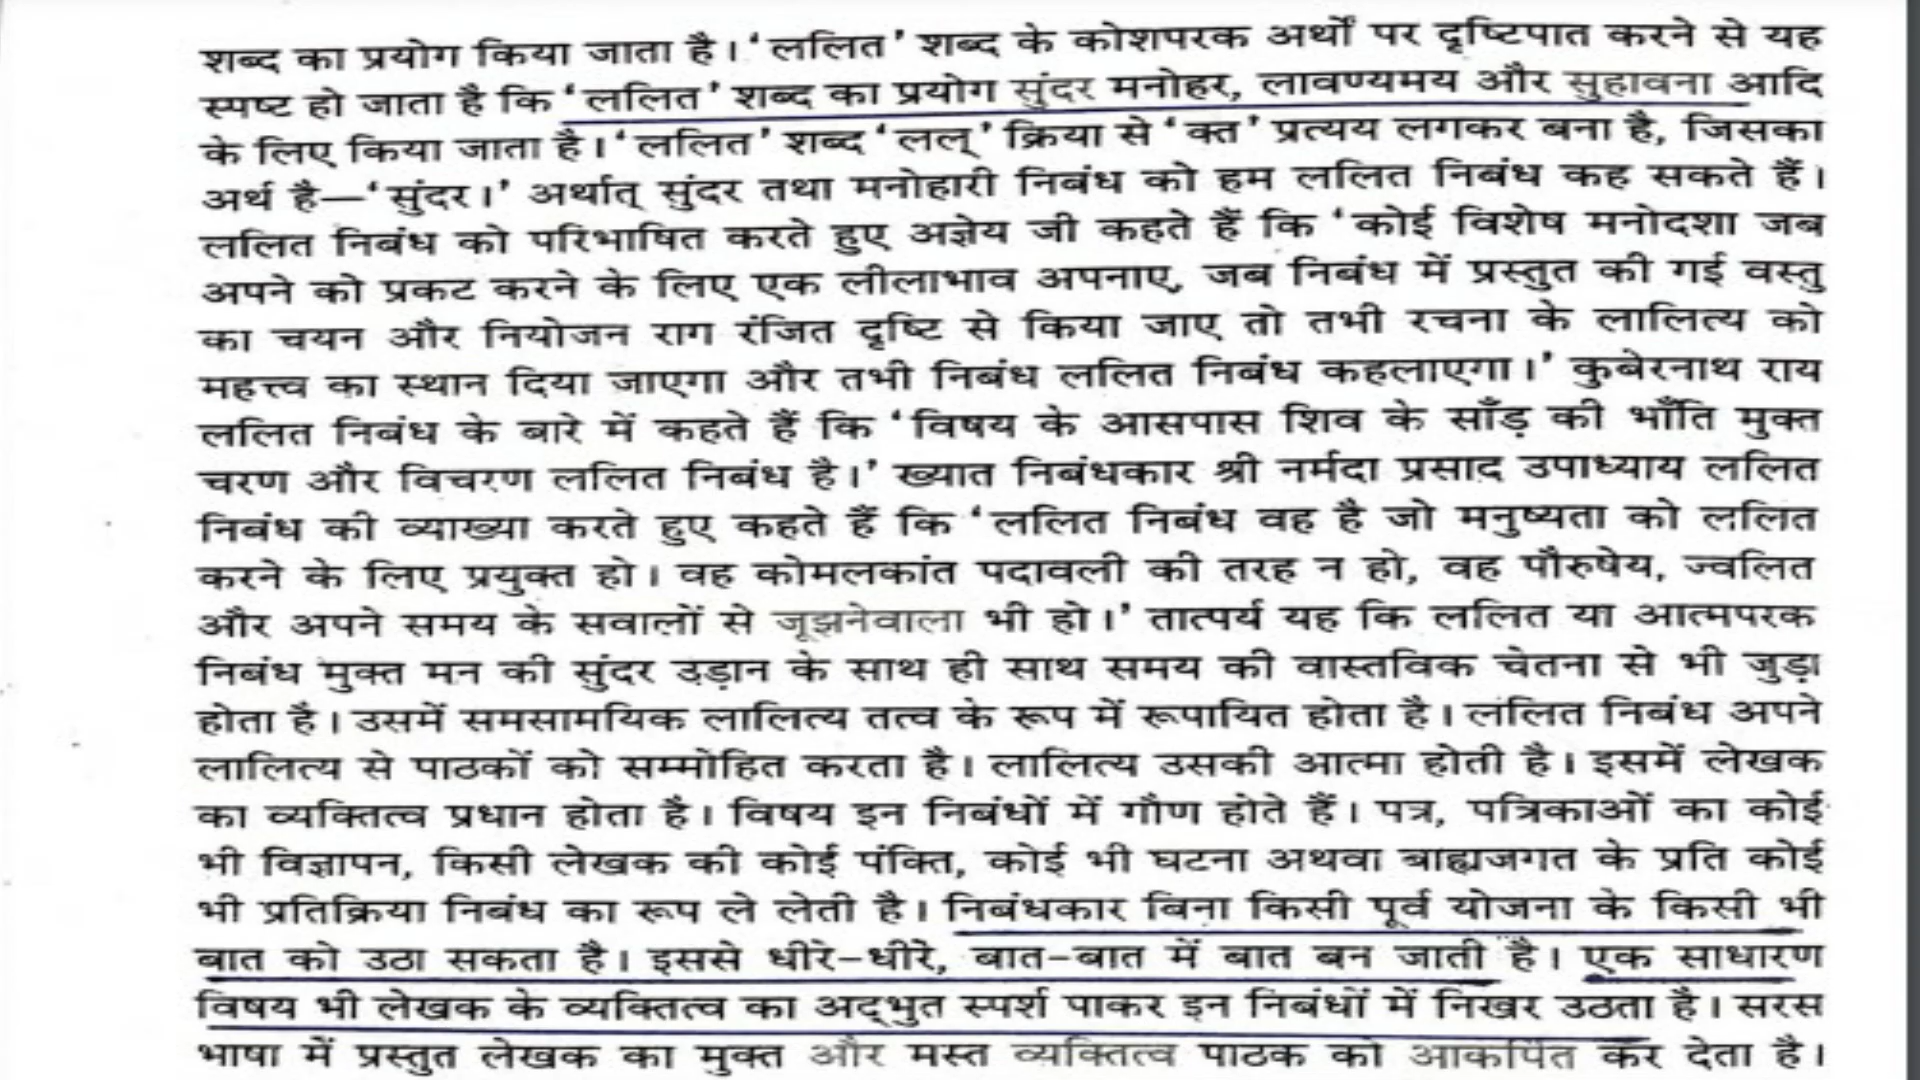 शब्द का प्रयोग किया जाता है। ‘ललित’ शब्द के कोशपरक अर्थों पर दृष्टिपात करने से यह
स्पष्ट हो जाता है कि ‘ललित’ शब्द का प्रयोग सुंदर मनोहर, लावण्यमय और सुहावना आदि
के लिए किया जाता है। ‘ललित’ शब्द ‘लल्’ क्रिया से ‘क्त’ प्रत्यय लगकर बना है, जिसका
अर्थ है—‘सुंदर।’ अर्थात् सुंदर तथा मनोहारी निबंध को हम ललित निबंध कह सकते हैं।
ललित निबंध को परिभाषित करते हुए अज्ञेय जी कहते हैं कि ‘कोई विशेष मनोदशा जब
अपने को प्रकट करने के लिए एक लीलाभाव अपनाए, जब निबंध में प्रस्तुत की गई वस्तु
का चयन और नियोजन राग रंजित दृष्टि से किया जाए तो तभी रचना के लालित्य को
महत्त्व का स्थान दिया जाएगा और तभी निबंध ललित निबंध कहलाएगा।’ कुबेरनाथ राय
ललित निबंध के बारे में कहते हैं कि ‘विषय के आसपास शिव के साँड़ की भाँति मुक्त
चरण और विचरण ललित निबंध है।’ ख्यात निबंधकार श्री नर्मदा प्रसाद उपाध्याय ललित
निबंध की व्याख्या करते हुए कहते हैं कि ‘ललित निबंध वह है जो मनुष्यता को ललित
करने के लिए प्रयुक्त हो। वह कोमलकांत पदावली की तरह न हो, वह पौरुषेय, ज्वलित
और अपने समय के सवालों से जूझनेवाला भी हो।’ तात्पर्य यह कि ललित या आत्मपरक
निबंध मुक्त मन की सुंदर उड़ान के साथ ही साथ समय की वास्तविक चेतना से भी जुड़ा
होता है। उसमें समसामयिक लालित्य तत्व के रूप में रूपायित होता है। ललित निबंध अपने
लालित्य से पाठकों को सम्मोहित करता है। लालित्य उसकी आत्मा होती है। इसमें लेखक
का व्यक्तित्व प्रधान होता है। विषय इन निबंधों में गौण होते हैं। पत्र, पत्रिकाओं का कोई
भी विज्ञापन, किसी लेखक की कोई पंक्ति, कोई भी घटना अथवा बाह्यजगत के प्रति कोई
भी प्रतिक्रिया निबंध का रूप ले लेती है। निबंधकार बिना किसी पूर्व योजना के किसी भी
बात को उठा सकता है। इससे धीरे-धीरे, बात-बात में बात बन जाती है। एक साधारण
विषय भी लेखक के व्यक्तित्व का अद्‌भुत स्पर्श पाकर इन निबंधों में निखर उठता है। सरस
भाषा में प्रस्तुत लेखक का मुक्त और मस्त व्यक्तित्व पाठक को आकर्पित कर देता है।